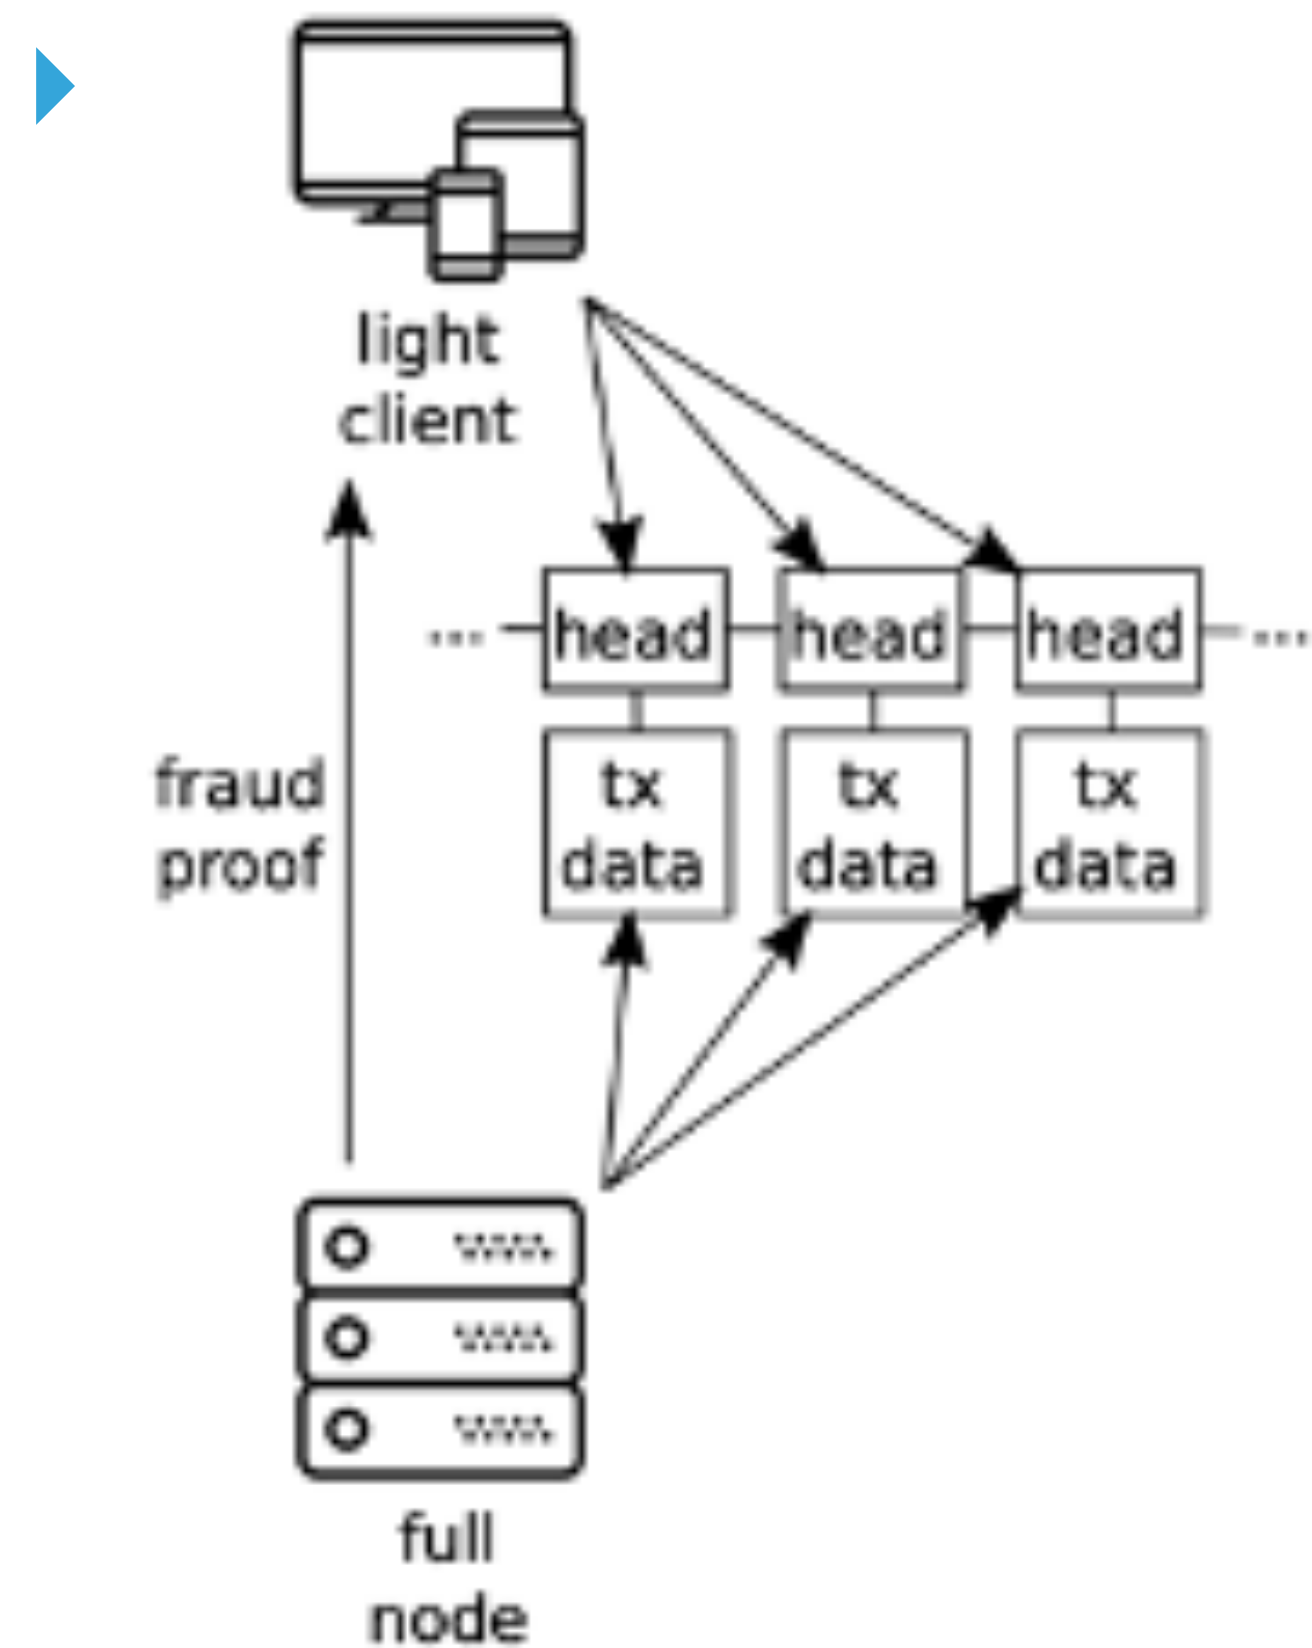 light
client
... head head head ...
fraud
proof
tx tx tx
data data data
full
node